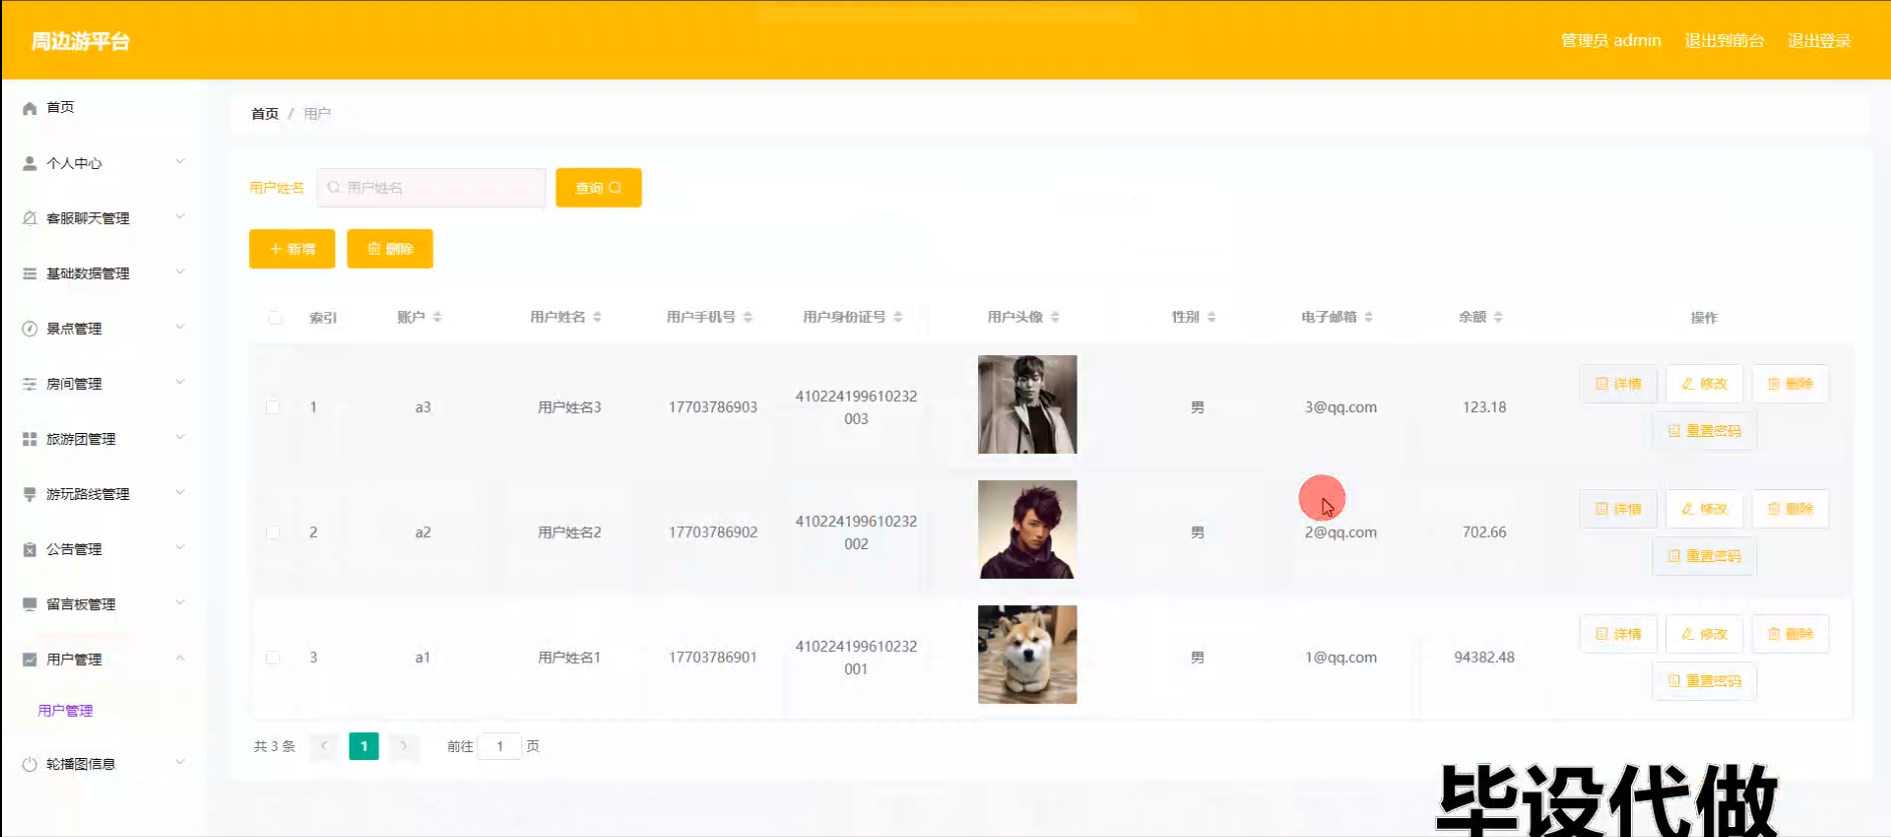 周边游平台
管理员 admin 退出到前台 退出登录
首页
个人中心
客服聊天管理
基础数据管理
景点管理
房间管理
旅游团管理
游玩路线管理
公告管理
留言板管理
用户管理
用户管理
轮播图信息
首页 / 用户
用户姓名 用户姓名 查询
+ 新增 删除
索引 账户 用户姓名 用户手机号 用户身份证号 用户头像 性别 电子邮箱 余额 操作
1 a3 用户姓名3 17703786903 410224199610232003 男 3@qq.com 123.18 详情 修改 删除
重置密码
2 a2 用户姓名2 17703786902 410224199610232002 男 2@qq.com 702.66 详情 修改 删除
重置密码
3 a1 用户姓名1 17703786901 410224199610232001 男 1@qq.com 94382.48 详情 修改 删除
重置密码
共 3 条 1 前往 1 页
毕设代做